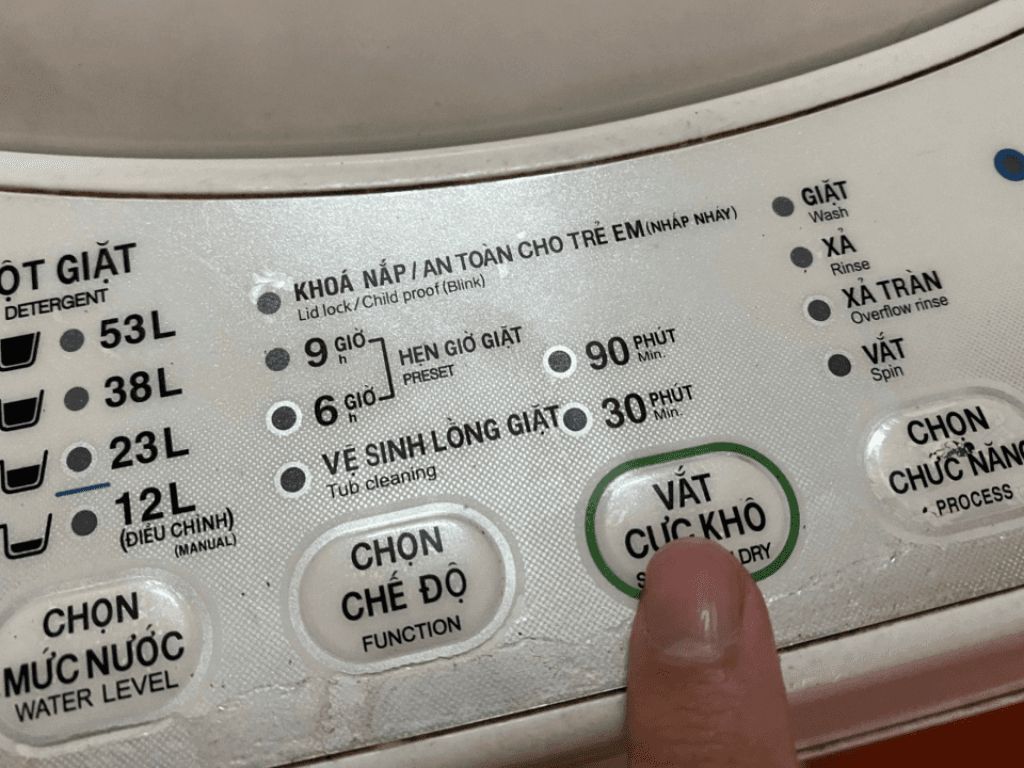 GIẶT
DETERGENT
53L
38L
23L
12L
(ĐIỀU CHỈNH)
(MANUAL)
CHỌN
MỨC NƯỚC
WATER LEVEL
KHOÁ NẮP / AN TOÀN CHO TRẺ EM (NHÁP NHÁY)
Lid lock / Child proof (Blink)
9 GIỜ
h
6 GIỜ
h
HẸN GIỜ GIẶT
PRESET
VỆ SINH LÒNG GIẶT
Tub cleaning
CHỌN
CHẾ ĐỘ
FUNCTION
90 PHÚT
Min.
30 PHÚT
Min.
VẮT
CỰC KHÔ
DRY
GIẶT
Wash
XẢ
Rinse
XẢ TRÀN
Overflow rinse
VẮT
Spin
CHỌN
CHỨC NĂNG
PROCESS